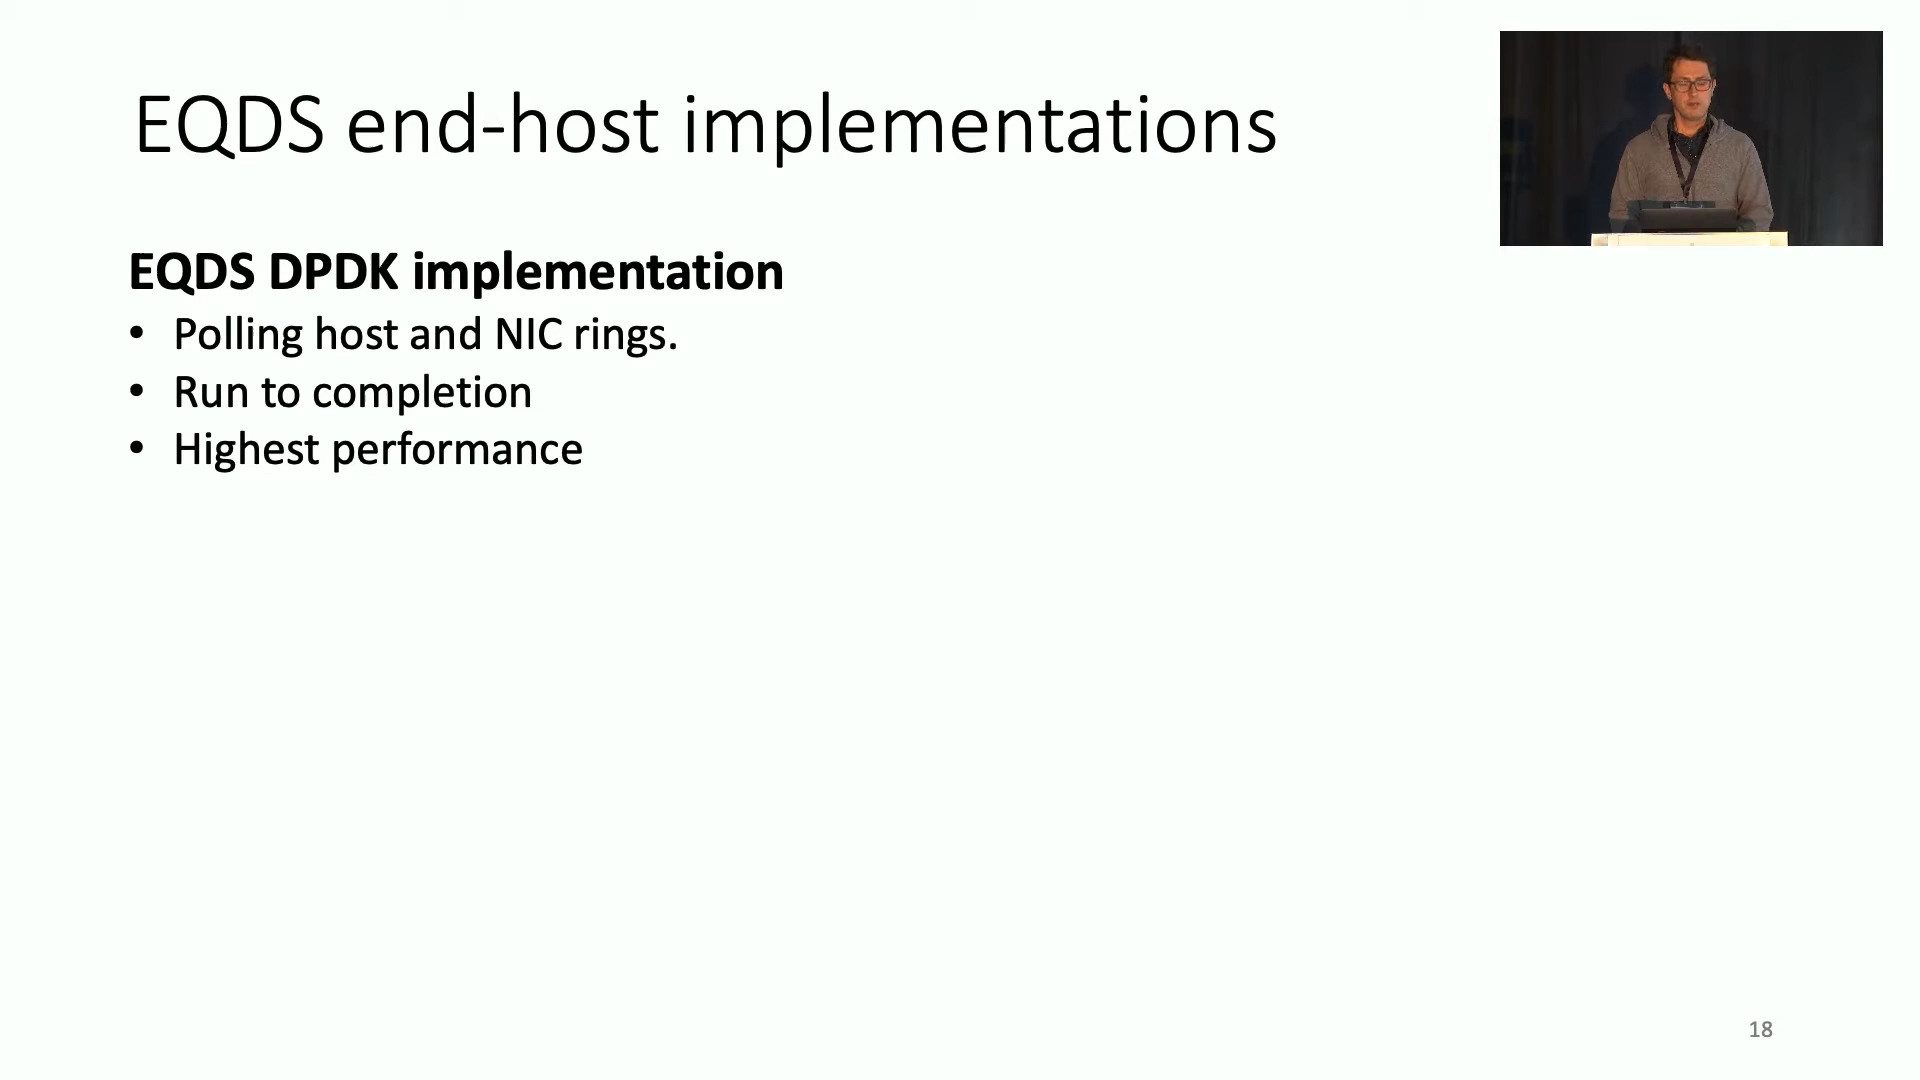 EQDS end-host implementations
EQDS DPDK implementation
• Polling host and NIC rings.
• Run to completion
• Highest performance
18